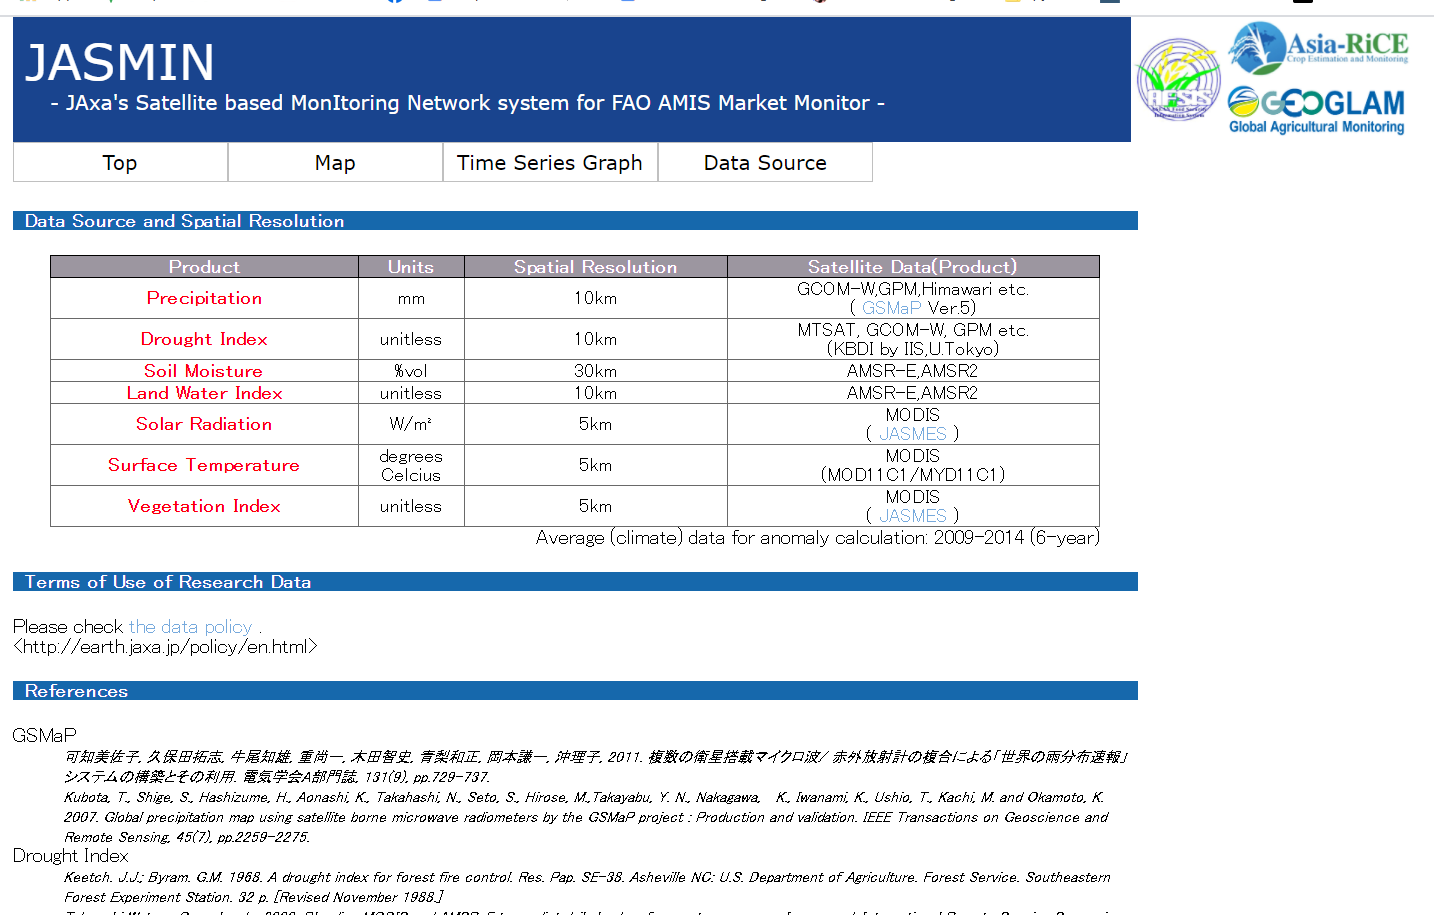 JASMIN
- JAxa's Satellite based MonItoring Network system for FAO AMIS Market Monitor -
AFSIS
Asia-RiCE
Crop Estimation and Monitoring
GEOGLAM
Global Agricultural Monitoring
Top
Map
Time Series Graph
Data Source
Data Source and Spatial Resolution
Product Units Spatial Resolution Satellite Data(Product)
Precipitation mm 10km GCOM-W,GPM,Himawari etc.
( GSMaP Ver.5)
Drought Index unitless 10km MTSAT, GCOM-W, GPM etc.
(KBDI by IIS,U.Tokyo)
Soil Moisture %vol 30km AMSR-E,AMSR2
Land Water Index unitless 10km AMSR-E,AMSR2
Solar Radiation W/㎡ 5km MODIS
( JASMES )
Surface Temperature degrees Celcius 5km MODIS
(MOD11C1/MYD11C1)
Vegetation Index unitless 5km MODIS
( JASMES )
Average (climate) data for anomaly calculation: 2009-2014 (6-year)
Terms of Use of Research Data
Please check the data policy .
<http://earth.jaxa.jp/policy/en.html>
References
GSMaP
可知美佐子, 久保田拓志, 牛尾知雄, 重尚一, 木田智史, 青梨和正, 岡本謙一, 沖理子, 2011. 複数の衛星搭載マイクロ波/ 赤外放射計の複合による「世界の雨分布速報」
システムの構築とその利用. 電気学会A部門誌, 131(9), pp.729-737.
Kubota, T., Shige, S., Hashizume, H., Aonashi, K., Takahashi, N., Seto, S., Hirose, M.,Takayabu, Y. N., Nakagawa, K., Iwanami, K., Ushio, T., Kachi, M. and Okamoto, K.
2007. Global precipitation map using satellite borne microwave radiometers by the GSMaP project : Production and validation. IEEE Transactions on Geoscience and
Remote Sensing, 45(7), pp.2259-2275.
Drought Index
Keetch. J.J.; Byram. G.M. 1968. A drought index for forest fire control. Res. Pap. SE-38. Asheville NC: U.S. Department of Agriculture. Forest Service. Southeastern
Forest Experiment Station. 32 p. [Revised November 1988.]